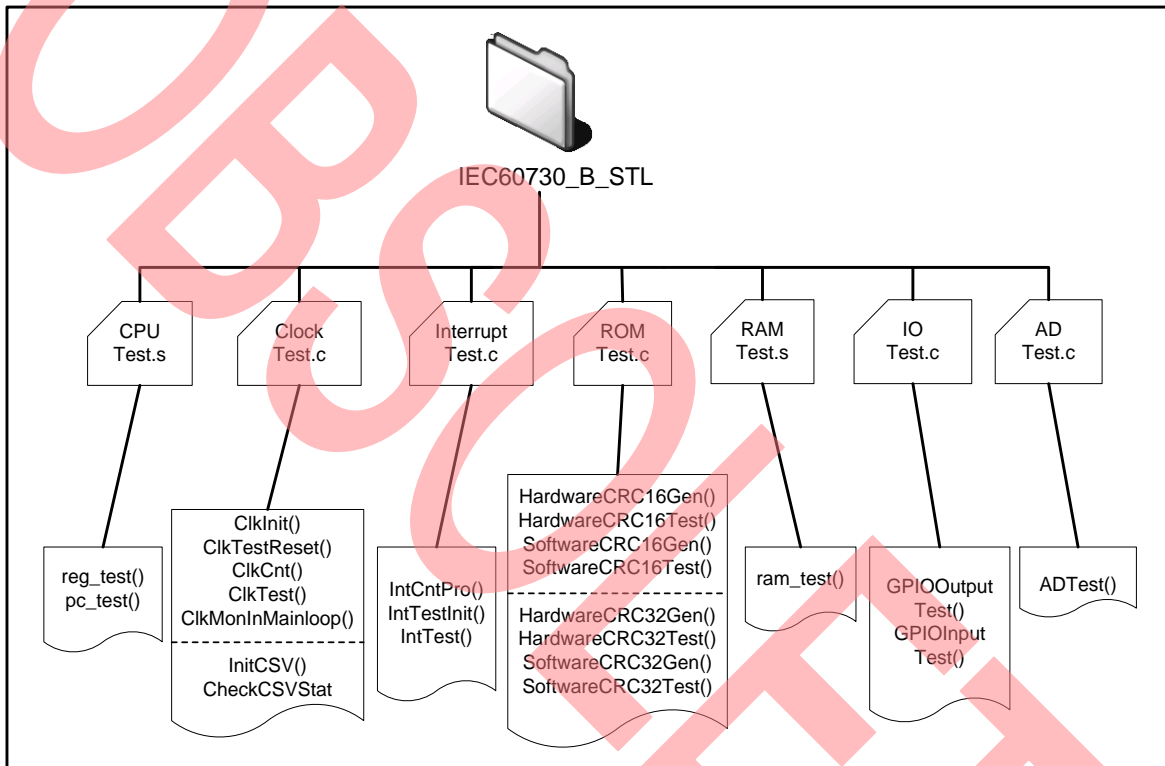 IEC60730_B_STL
CPU
Test.s
Clock
Test.c
Interrupt
Test.c
ROM
Test.c
RAM
Test.s
IO
Test.c
AD
Test.c
reg_test()
pc_test()
ClkInit()
ClkTestReset()
ClkCnt()
ClkTest()
ClkMonInMainloop()
InitCSV()
CheckCSVStat
IntCntPro()
IntTestInit()
IntTest()
HardwareCRC16Gen()
HardwareCRC16Test()
SoftwareCRC16Gen()
SoftwareCRC16Test()
HardwareCRC32Gen()
HardwareCRC32Test()
SoftwareCRC32Gen()
SoftwareCRC32Test()
ram_test()
GPIOOutput
Test()
GPIOInput
Test()
ADTest()